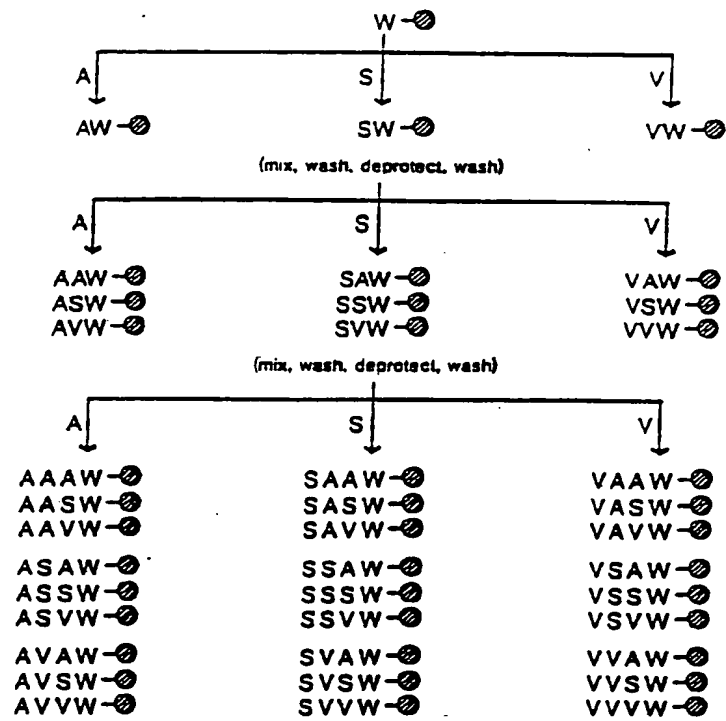 W
A S V
AW SW VW
(mix, wash, deprotect, wash)
A S V
AAW SAW VAW
ASW SSW VSW
AVW SVW VVW
(mix, wash, deprotect, wash)
A S V
AAAW SAAW VAAW
AASW SASW VASW
AAVW SAVW VAVW
ASAW SSAW VSAW
ASSW SSSW VSSW
ASVW SSVW VSVW
AVAW SVAW VVAW
AVSW SVSW VVSW
AVVW SVVW VVVW